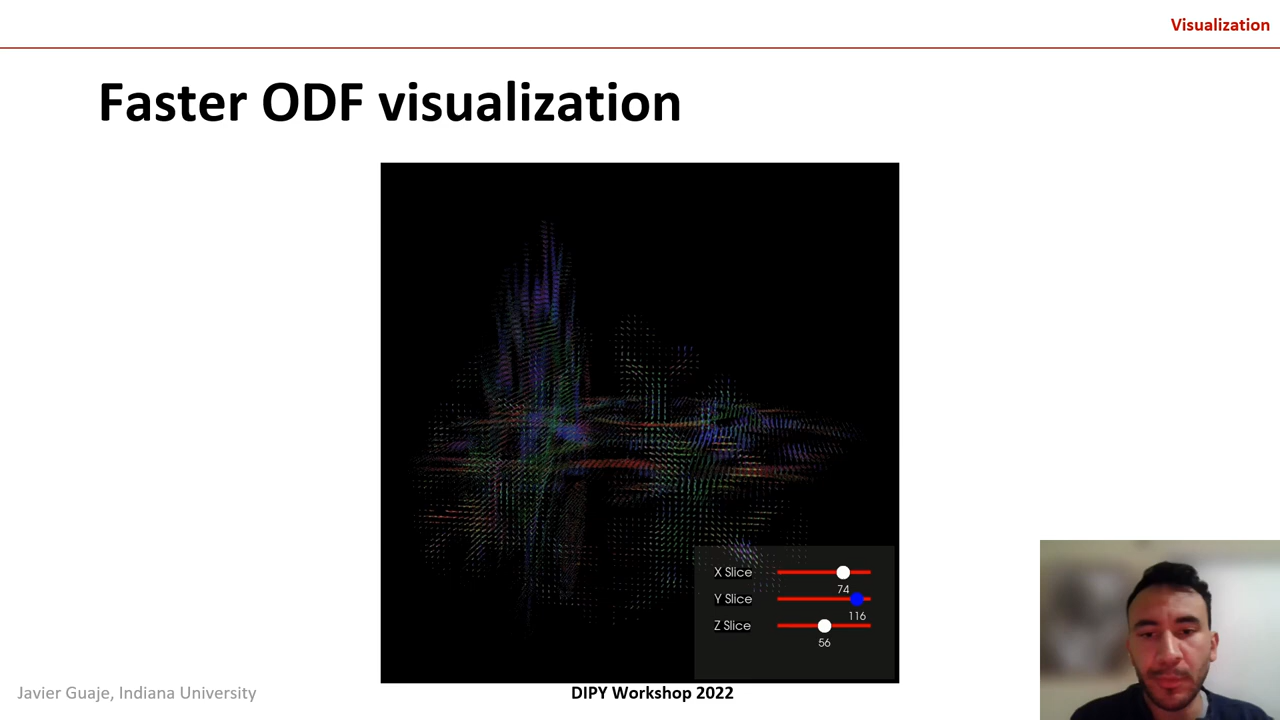 Visualization
Faster ODF visualization
X Slice
74
Y Slice
116
Z Slice
56
Javier Guaje, Indiana University
DIPY Workshop 2022